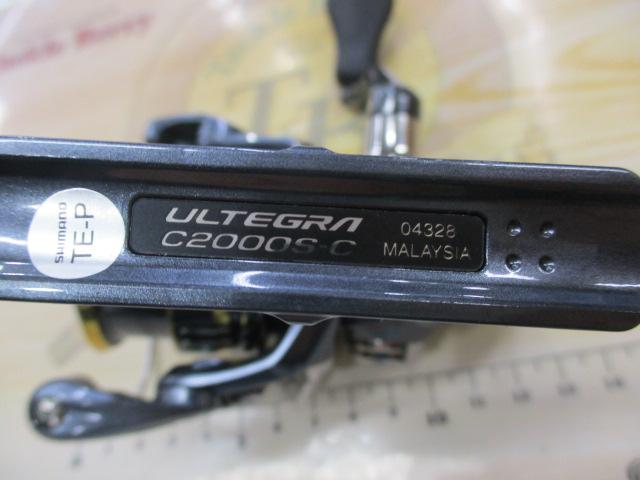 SHIMANO
TE-P
ULTEGRA
C2000S-C
04328
MALAYSIA